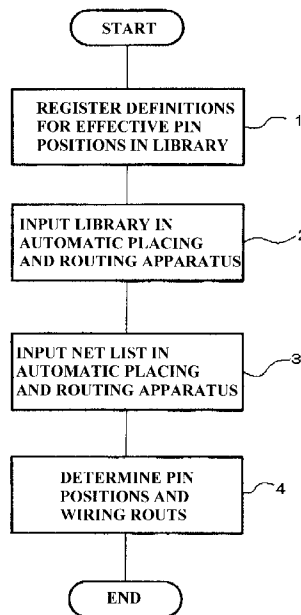 START
REGISTER DEFINITIONS
FOR EFFECTIVE PIN
POSITIONS IN LIBRARY
1
INPUT LIBRARY IN
AUTOMATIC PLACING
AND ROUTING APPARATUS
2
INPUT NET LIST IN
AUTOMATIC PLACING
AND ROUTING APPARATUS
3
DETERMINE PIN
POSITIONS AND
WIRING ROUTS
4
END